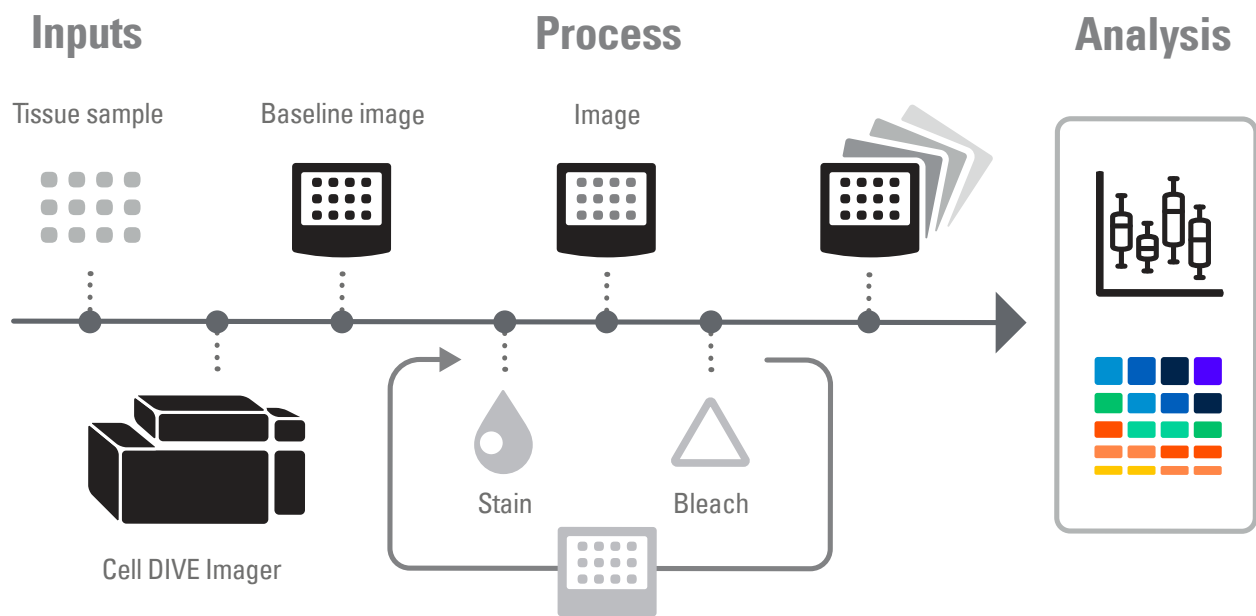 Inputs
Process
Analysis
Tissue sample
Baseline image
Image
Stain
Bleach
Cell DIVE Imager